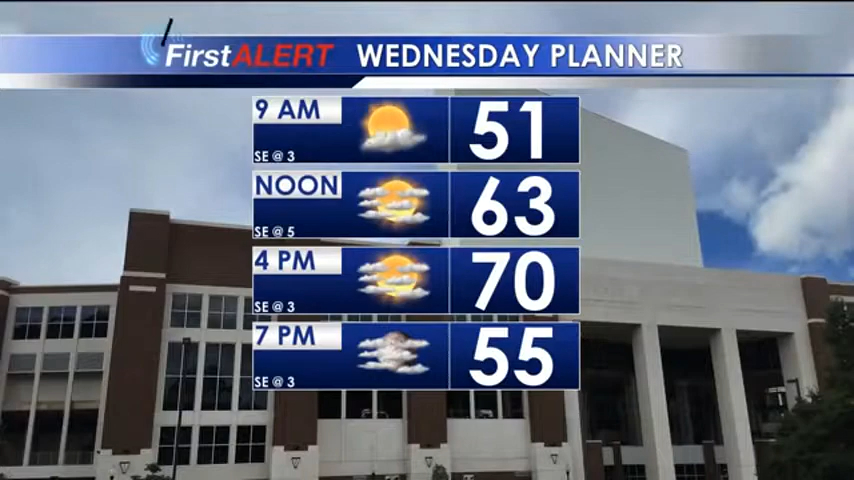 FirstALERT WEDNESDAY PLANNER
9 AM
51
SE @ 3
NOON
63
SE @ 5
4 PM
70
SE @ 3
7 PM
55
SE @ 3